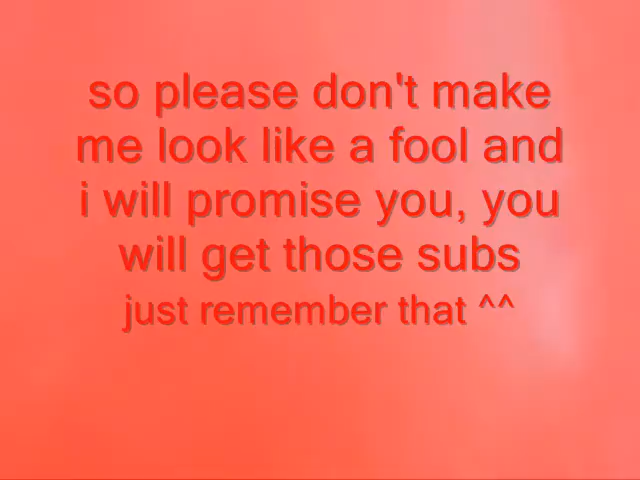 so please don't make
me look like a fool and
i will promise you, you
will get those subs
just remember that ^^